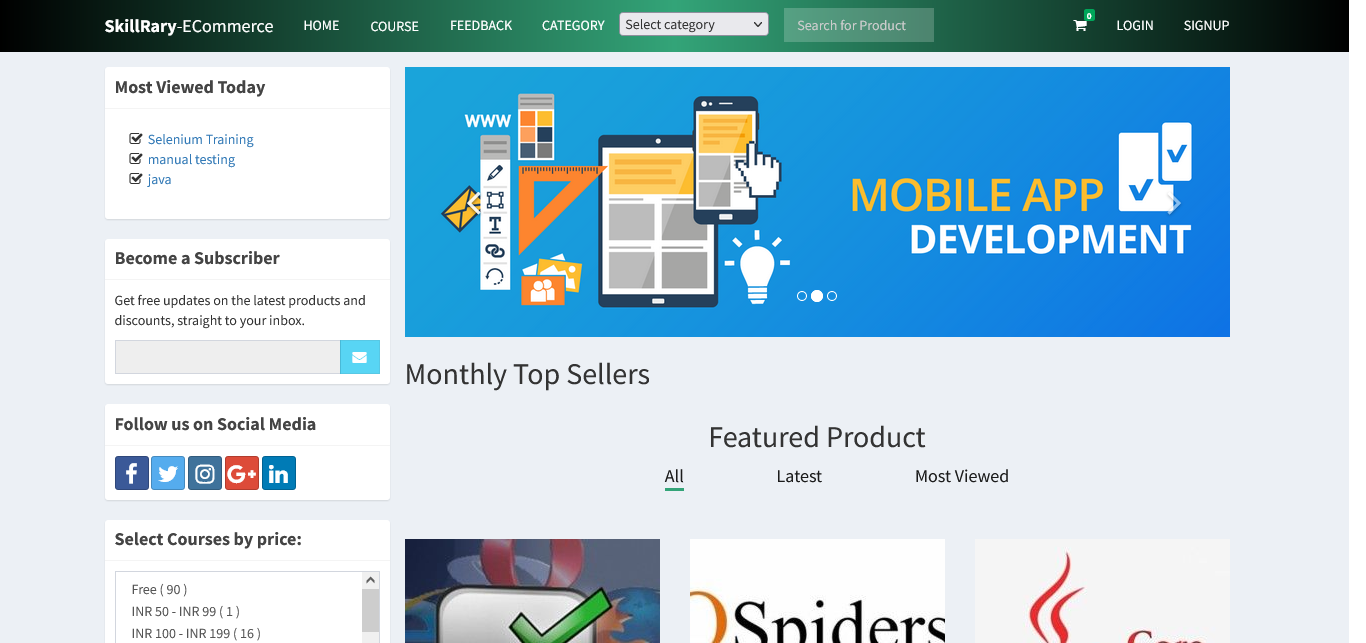 SkillRary-ECommerce HOME COURSE FEEDBACK CATEGORY Select category Search for Product 0 LOGIN SIGNUP
Most Viewed Today
Selenium Training
manual testing
java
Become a Subscriber
Get free updates on the latest products and
discounts, straight to your inbox.
Follow us on Social Media
f G+ in
Select Courses by price:
Free ( 90 )
INR 50 - INR 99 ( 1 )
INR 100 - INR 199 ( 16 )
WWW
T
MOBILE APP
DEVELOPMENT
Monthly Top Sellers
Featured Product
All Latest Most Viewed
QSpiders